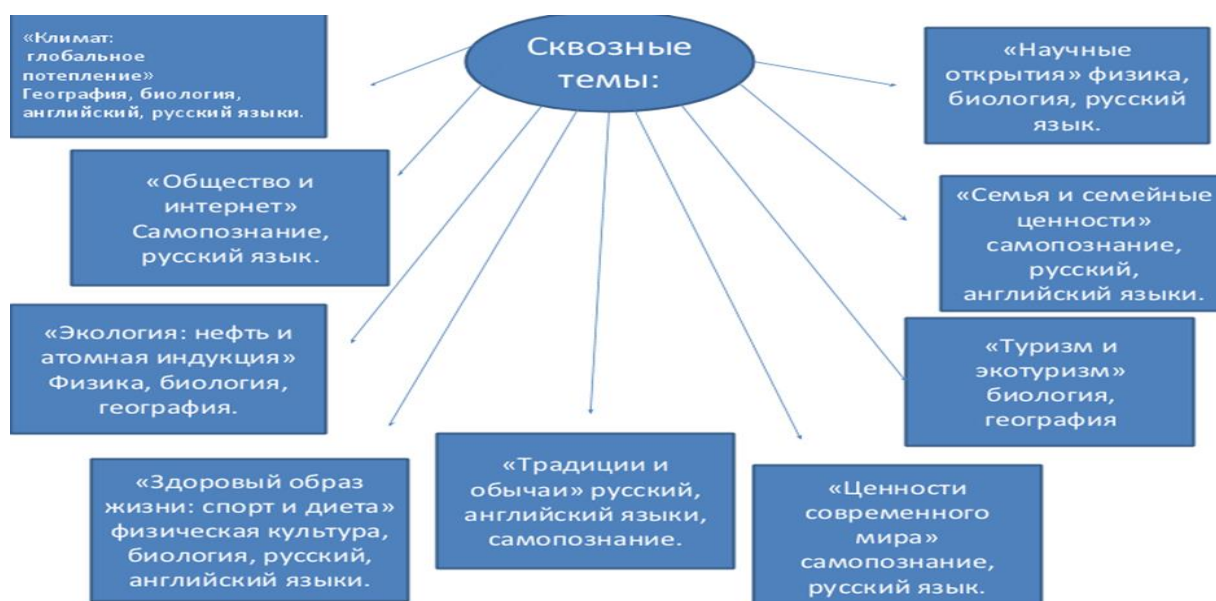 Сквозные
темы:
«Климат:
глобальное
потепление»
География, биология,
английский, русский языки.
«Общество и
интернет»
Самопознание,
русский язык.
«Экология: нефть и
атомная индукция»
Физика, биология,
география.
«Здоровый образ
жизни: спорт и диета»
физическая культура,
биология, русский,
английский языки.
«Традиции и
обычаи» русский,
английский языки,
самопознание.
«Ценности
современного
мира»
самопознание,
русский язык.
«Туризм и
экотуризм»
биология,
география
«Семья и семейные
ценности»
самопознание,
русский,
английский языки.
«Научные
открытия» физика,
биология, русский
язык.